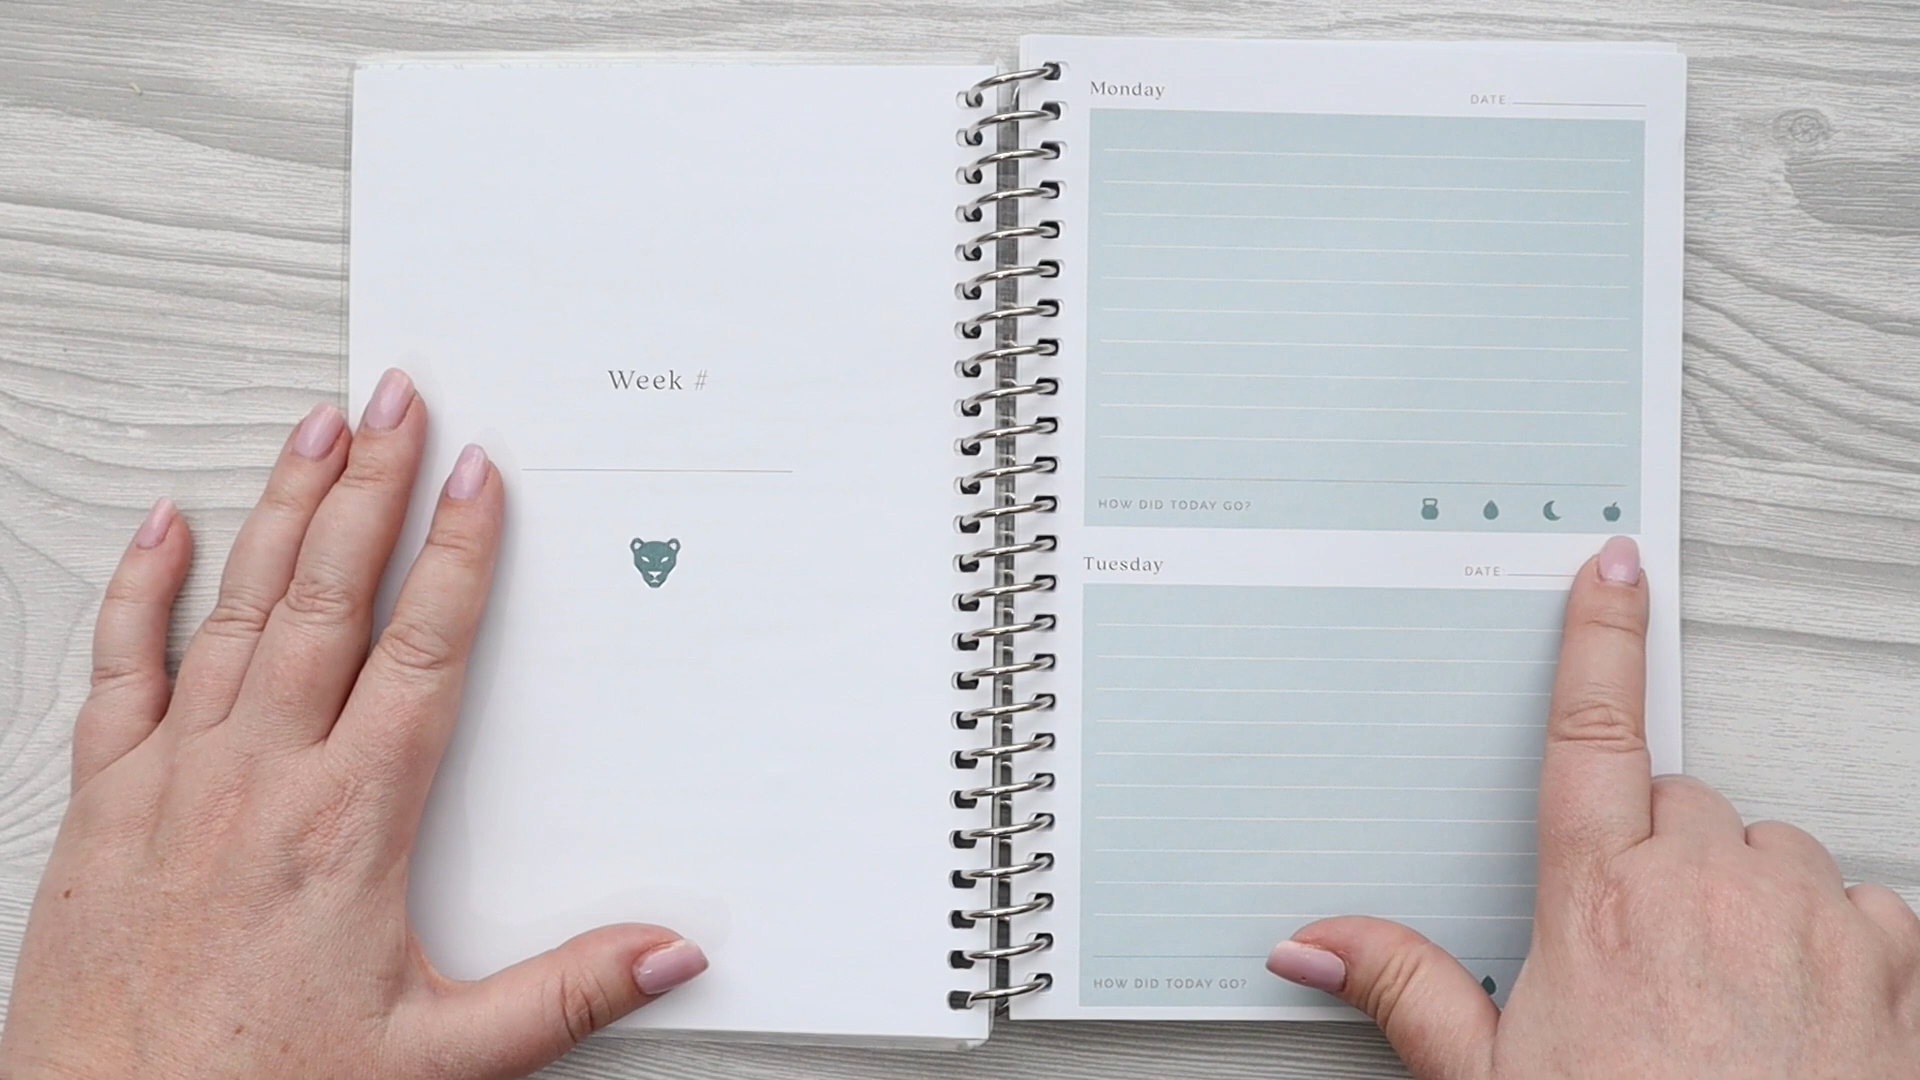 Week #
Monday
DATE
HOW DID TODAY GO?
Tuesday
DATE
HOW DID TODAY GO?